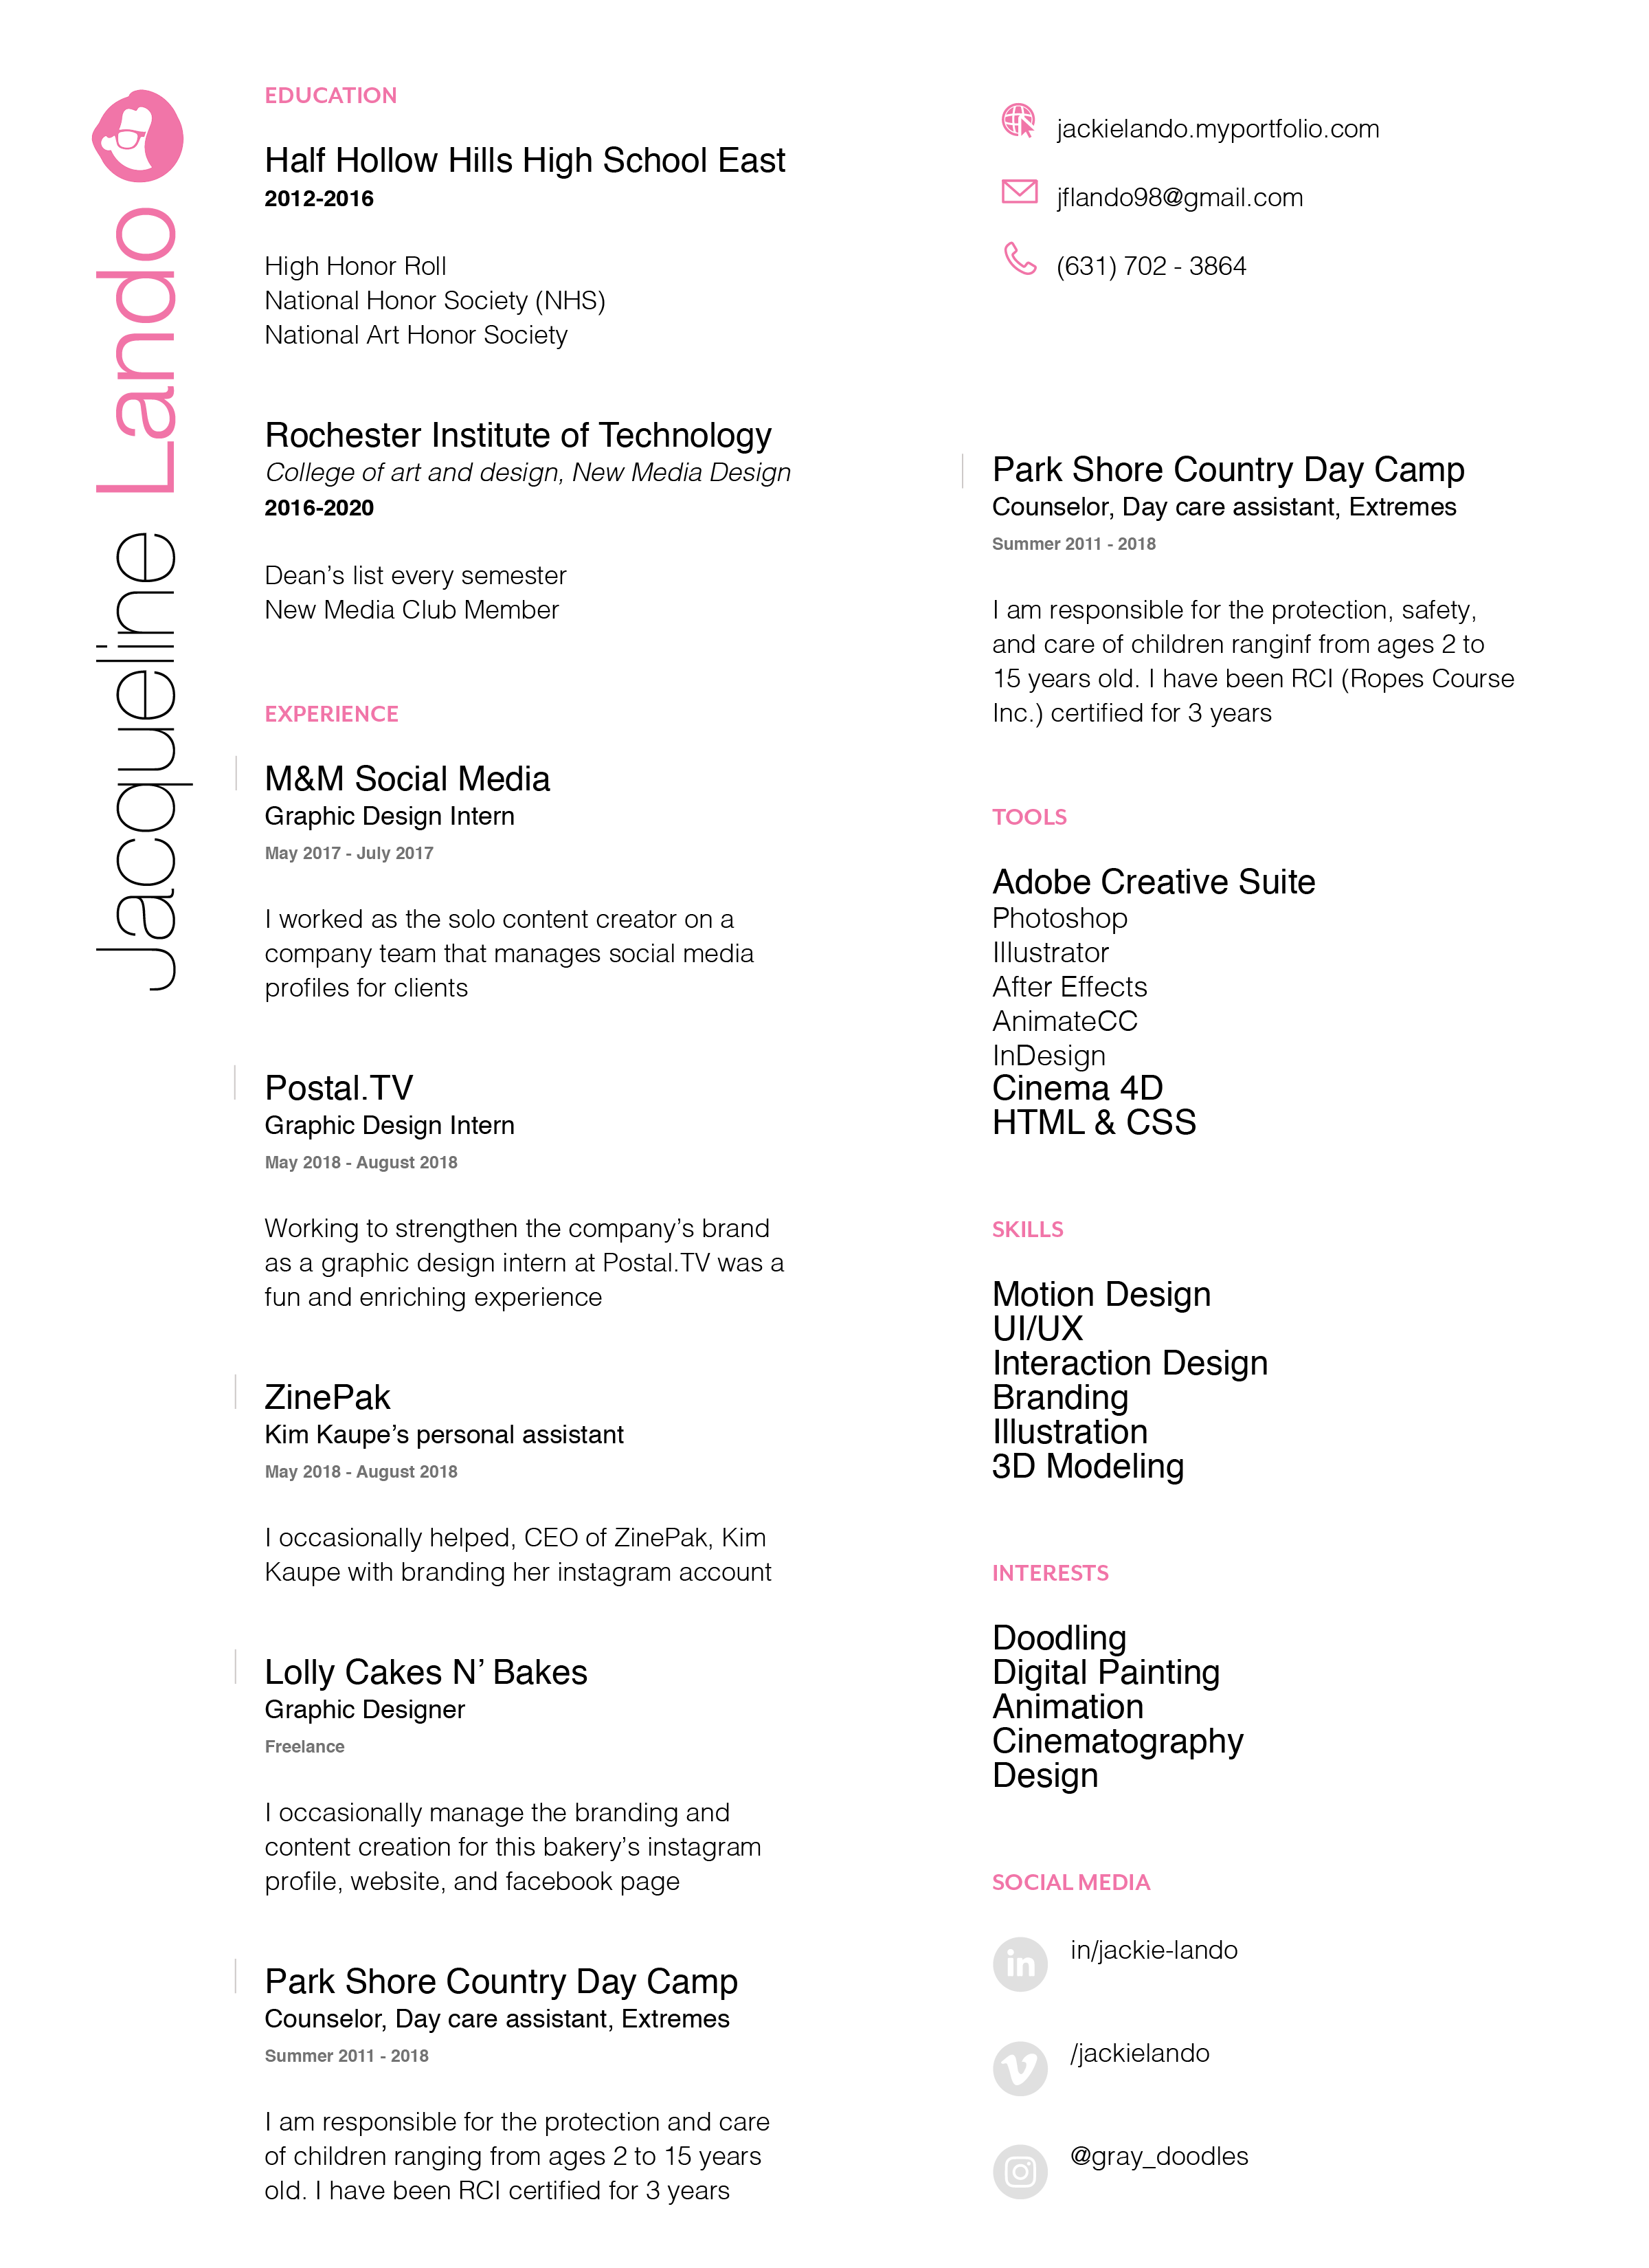 Jacqueline Lando
EDUCATION
Half Hollow Hills High School East
2012-2016
High Honor Roll
National Honor Society (NHS)
National Art Honor Society
Rochester Institute of Technology
College of art and design, New Media Design
2016-2020
Dean’s list every semester
New Media Club Member
EXPERIENCE
M&M Social Media
Graphic Design Intern
May 2017 - July 2017
I worked as the solo content creator on a
company team that manages social media
profiles for clients
Postal.TV
Graphic Design Intern
May 2018 - August 2018
Working to strengthen the company’s brand
as a graphic design intern at Postal.TV was a
fun and enriching experience
ZinePak
Kim Kaupe’s personal assistant
May 2018 - August 2018
I occasionally helped, CEO of ZinePak, Kim
Kaupe with branding her instagram account
Lolly Cakes N’ Bakes
Graphic Designer
Freelance
I occasionally manage the branding and
content creation for this bakery’s instagram
profile, website, and facebook page
Park Shore Country Day Camp
Counselor, Day care assistant, Extremes
Summer 2011 - 2018
I am responsible for the protection and care
of children ranging from ages 2 to 15 years
old. I have been RCI certified for 3 years
jackielando.myportfolio.com
jflando98@gmail.com
(631) 702 - 3864
Park Shore Country Day Camp
Counselor, Day care assistant, Extremes
Summer 2011 - 2018
I am responsible for the protection, safety,
and care of children ranginf from ages 2 to
15 years old. I have been RCI (Ropes Course
Inc.) certified for 3 years
TOOLS
Adobe Creative Suite
Photoshop
Illustrator
After Effects
AnimateCC
InDesign
Cinema 4D
HTML & CSS
SKILLS
Motion Design
UI/UX
Interaction Design
Branding
Illustration
3D Modeling
INTERESTS
Doodling
Digital Painting
Animation
Cinematography
Design
SOCIAL MEDIA
in
in/jackie-lando
/jackielando
@gray_doodles